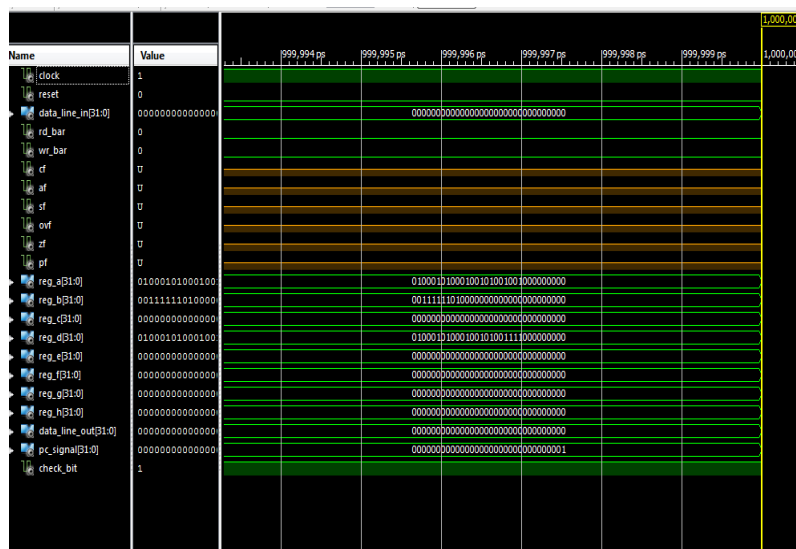 1,000,00
Name Value 999,994 ps 999,995 ps 999,996 ps 999,997 ps 999,998 ps 999,999 ps 1,000,00
clock 1
reset 0
data_line_in[31:0] 00000000000000 00000000000000000000000000000000
rd_bar 0
wr_bar 0
cf U
af U
sf U
ovf U
zf U
pf U
reg_a[31:0] 01000101000100 01000101000100101001001000000000
reg_b[31:0] 00111111010000 00111111010000000000000000000000
reg_c[31:0] 00000000000000 00000000000000000000000000000000
reg_d[31:0] 01000101000100 01000101000100101001111000000000
reg_e[31:0] 00000000000000 00000000000000000000000000000000
reg_f[31:0] 00000000000000 00000000000000000000000000000000
reg_g[31:0] 00000000000000 00000000000000000000000000000000
reg_h[31:0] 00000000000000 00000000000000000000000000000000
data_line_out[31:0] 00000000000000 00000000000000000000000000000000
pc_signal[31:0] 00000000000000 00000000000000000000000000000001
check_bit 1